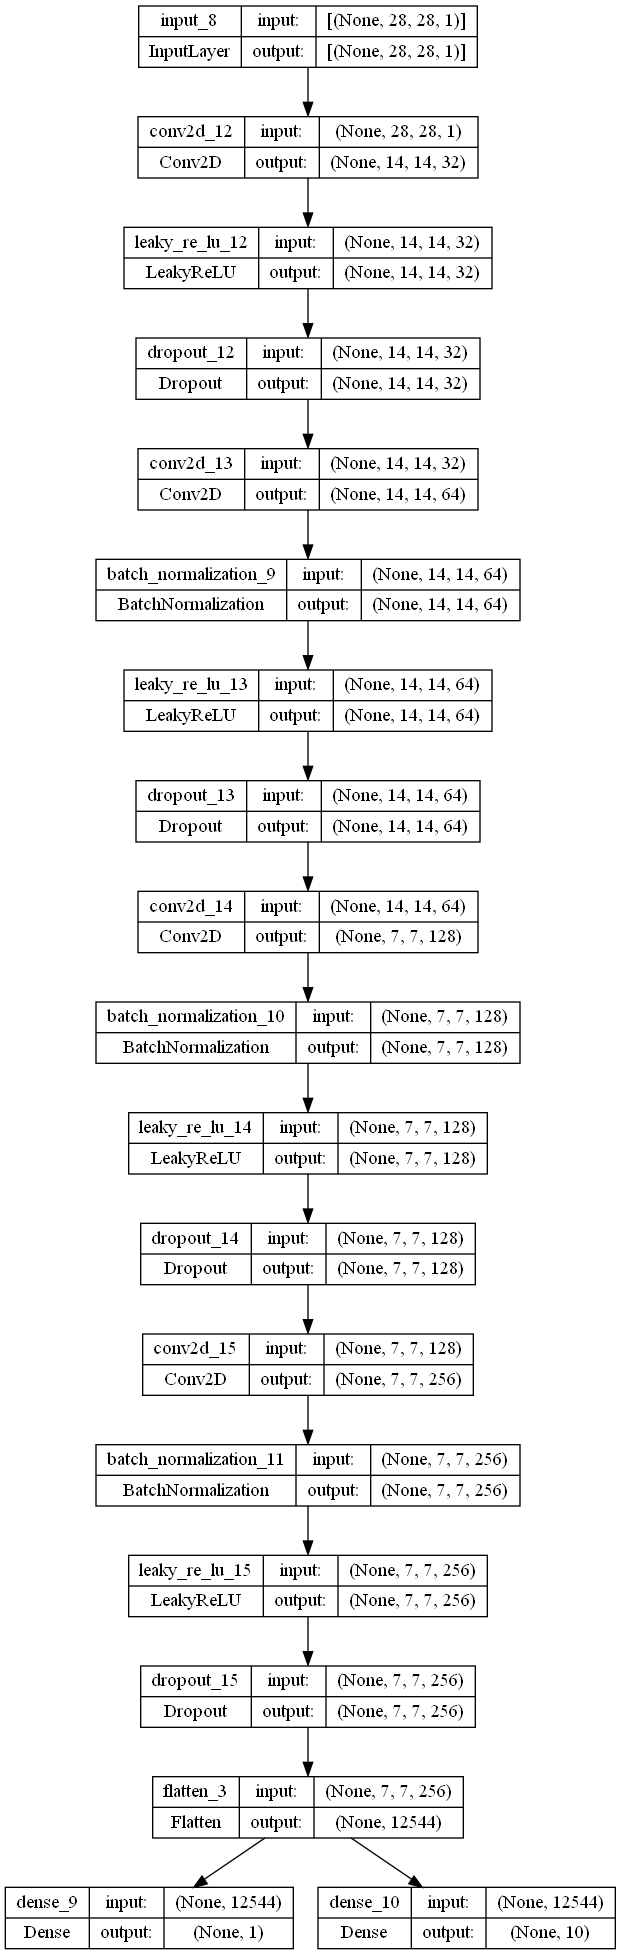 input_8 input: [(None, 28, 28, 1)]
InputLayer output: [(None, 28, 28, 1)]
conv2d_12 input: (None, 28, 28, 1)
Conv2D output: (None, 14, 14, 32)
leaky_re_lu_12 input: (None, 14, 14, 32)
LeakyReLU output: (None, 14, 14, 32)
dropout_12 input: (None, 14, 14, 32)
Dropout output: (None, 14, 14, 32)
conv2d_13 input: (None, 14, 14, 32)
Conv2D output: (None, 14, 14, 64)
batch_normalization_9 input: (None, 14, 14, 64)
BatchNormalization output: (None, 14, 14, 64)
leaky_re_lu_13 input: (None, 14, 14, 64)
LeakyReLU output: (None, 14, 14, 64)
dropout_13 input: (None, 14, 14, 64)
Dropout output: (None, 14, 14, 64)
conv2d_14 input: (None, 14, 14, 64)
Conv2D output: (None, 7, 7, 128)
batch_normalization_10 input: (None, 7, 7, 128)
BatchNormalization output: (None, 7, 7, 128)
leaky_re_lu_14 input: (None, 7, 7, 128)
LeakyReLU output: (None, 7, 7, 128)
dropout_14 input: (None, 7, 7, 128)
Dropout output: (None, 7, 7, 128)
conv2d_15 input: (None, 7, 7, 128)
Conv2D output: (None, 7, 7, 256)
batch_normalization_11 input: (None, 7, 7, 256)
BatchNormalization output: (None, 7, 7, 256)
leaky_re_lu_15 input: (None, 7, 7, 256)
LeakyReLU output: (None, 7, 7, 256)
dropout_15 input: (None, 7, 7, 256)
Dropout output: (None, 7, 7, 256)
flatten_3 input: (None, 7, 7, 256)
Flatten output: (None, 12544)
dense_9 input: (None, 12544)
Dense output: (None, 1)
dense_10 input: (None, 12544)
Dense output: (None, 10)